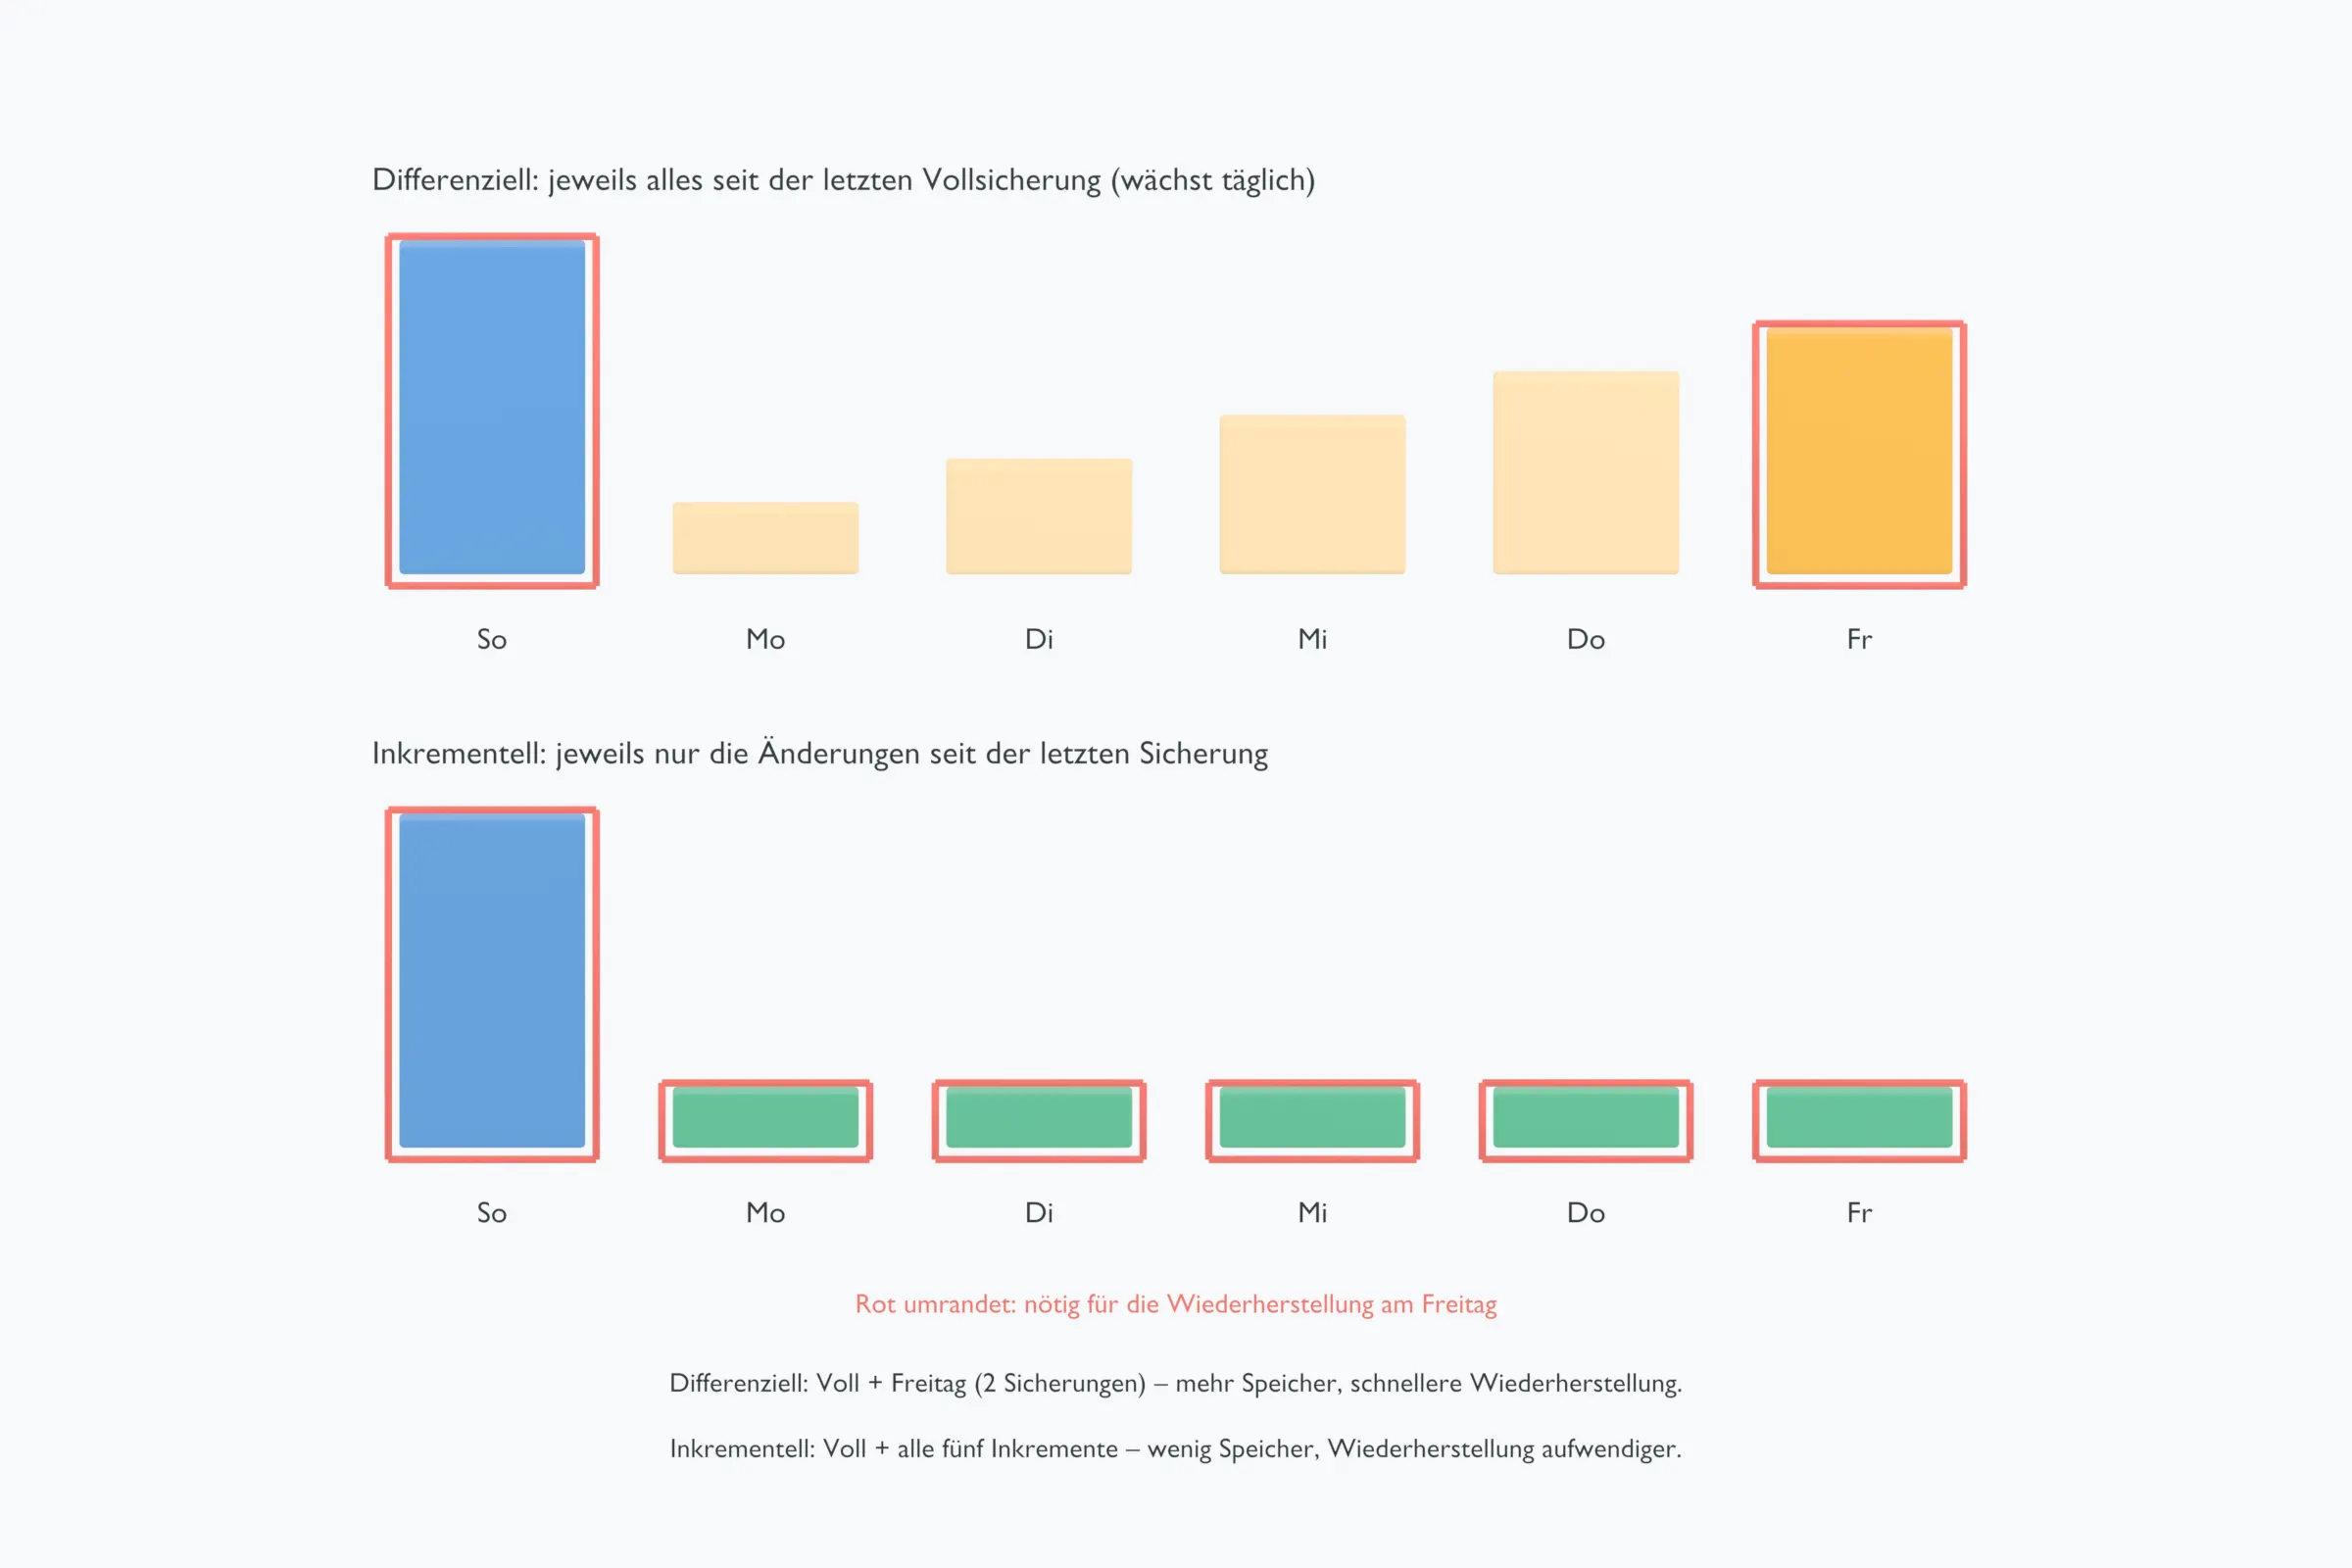 Differenziell: jeweils alles seit der letzten Vollsicherung (wächst täglich)
So Mo Di Mi Do Fr
Inkrementell: jeweils nur die Änderungen seit der letzten Sicherung
So Mo Di Mi Do Fr
Rot umrandet: nötig für die Wiederherstellung am Freitag
Differenziell: Voll + Freitag (2 Sicherungen) – mehr Speicher, schnellere Wiederherstellung.
Inkrementell: Voll + alle fünf Inkremente – wenig Speicher, Wiederherstellung aufwendiger.